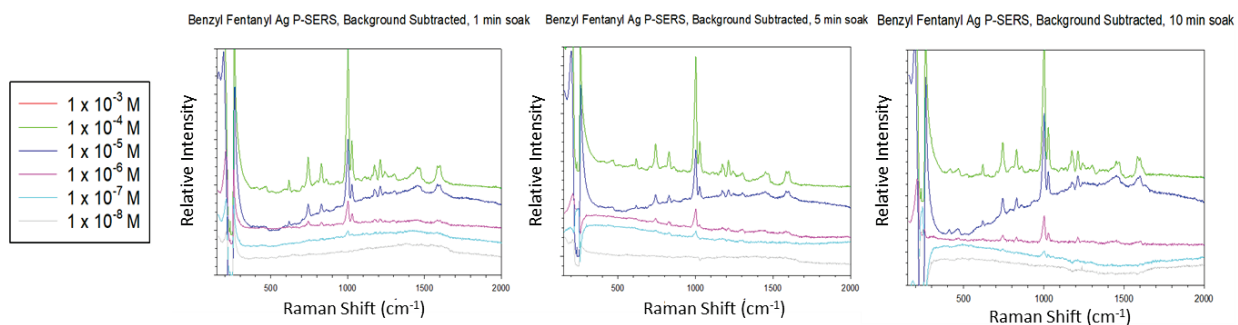 Benzyl Fentanyl Ag P-SERS, Background Subtracted, 1 min soak
Benzyl Fentanyl Ag P-SERS, Background Subtracted, 5 min soak
Benzyl Fentanyl Ag P-SERS, Background Subtracted, 10 min soak
1 x 10⁻³ M
1 x 10⁻⁴ M
1 x 10⁻⁵ M
1 x 10⁻⁶ M
1 x 10⁻⁷ M
1 x 10⁻⁸ M
Relative Intensity
500 1000 1500 2000
Raman Shift (cm⁻¹)
Relative Intensity
500 1000 1500 2000
Raman Shift (cm⁻¹)
Relative Intensity
500 1000 1500 2000
Raman Shift (cm⁻¹)